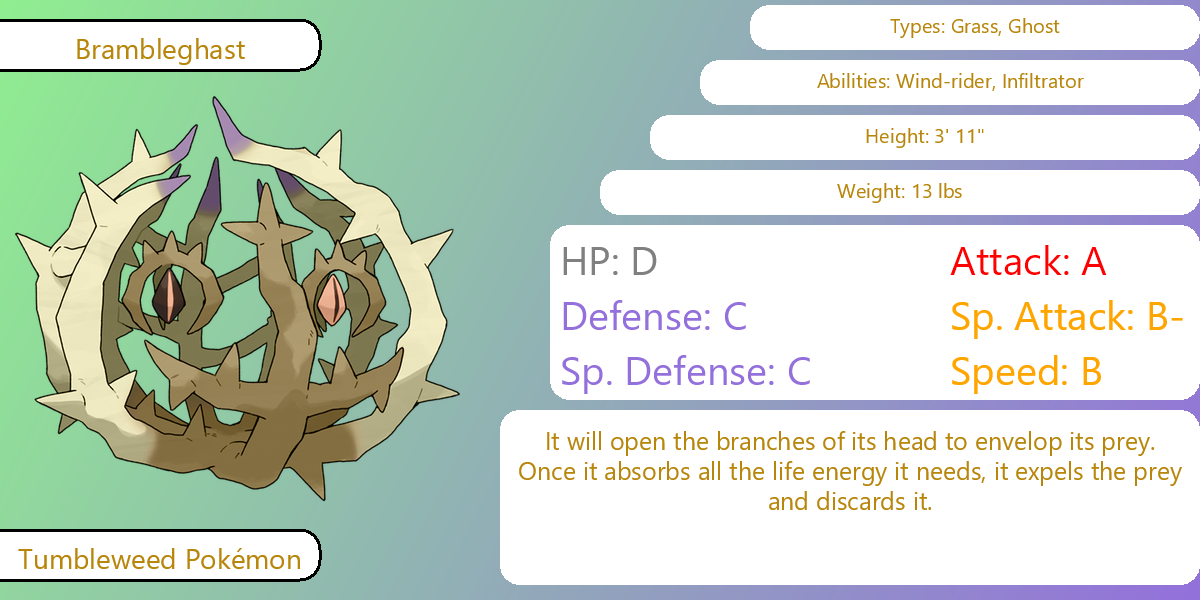 Brambleghast
Types: Grass, Ghost
Abilities: Wind-rider, Infiltrator
Height: 3' 11"
Weight: 13 lbs
HP: D
Attack: A
Defense: C
Sp. Attack: B-
Sp. Defense: C
Speed: B
It will open the branches of its head to envelop its prey.
Once it absorbs all the life energy it needs, it expels the prey
and discards it.
Tumbleweed Pokémon